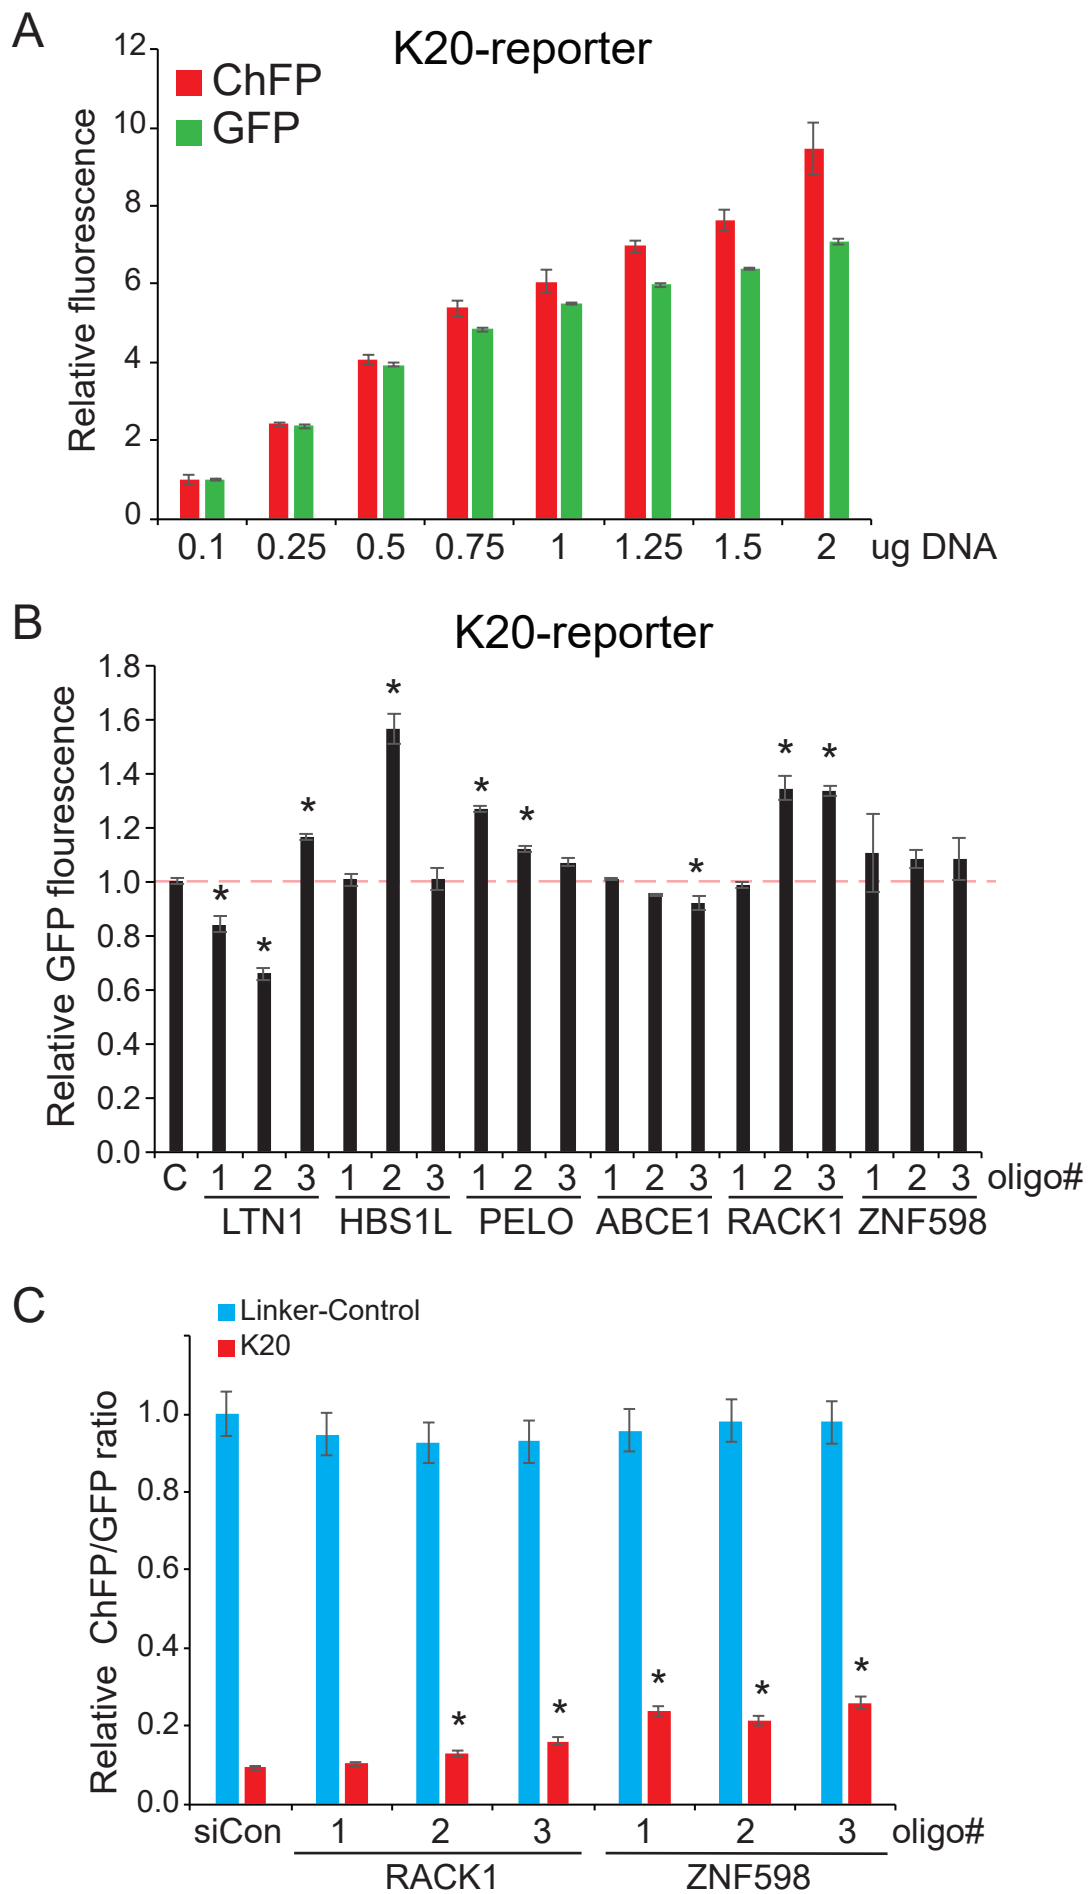 A
K20-reporter
ChFP
GFP
Relative fluorescence
12
10
8
6
4
2
0
0.1 0.25 0.5 0.75 1 1.25 1.5 2 ug DNA
B
K20-reporter
Relative GFP flourescence
1.8
1.6
1.4
1.2
1.0
0.8
0.6
0.4
0.2
0.0
* * * * * * * * *
C 1 2 3 1 2 3 1 2 3 1 2 3 1 2 3 1 2 3 oligo#
LTN1 HBS1L PELO ABCE1 RACK1 ZNF598
C
Linker-Control
K20
Relative ChFP/GFP ratio
1.0
0.8
0.6
0.4
0.2
0.0
* * * * *
siCon 1 2 3 1 2 3 oligo#
RACK1 ZNF598